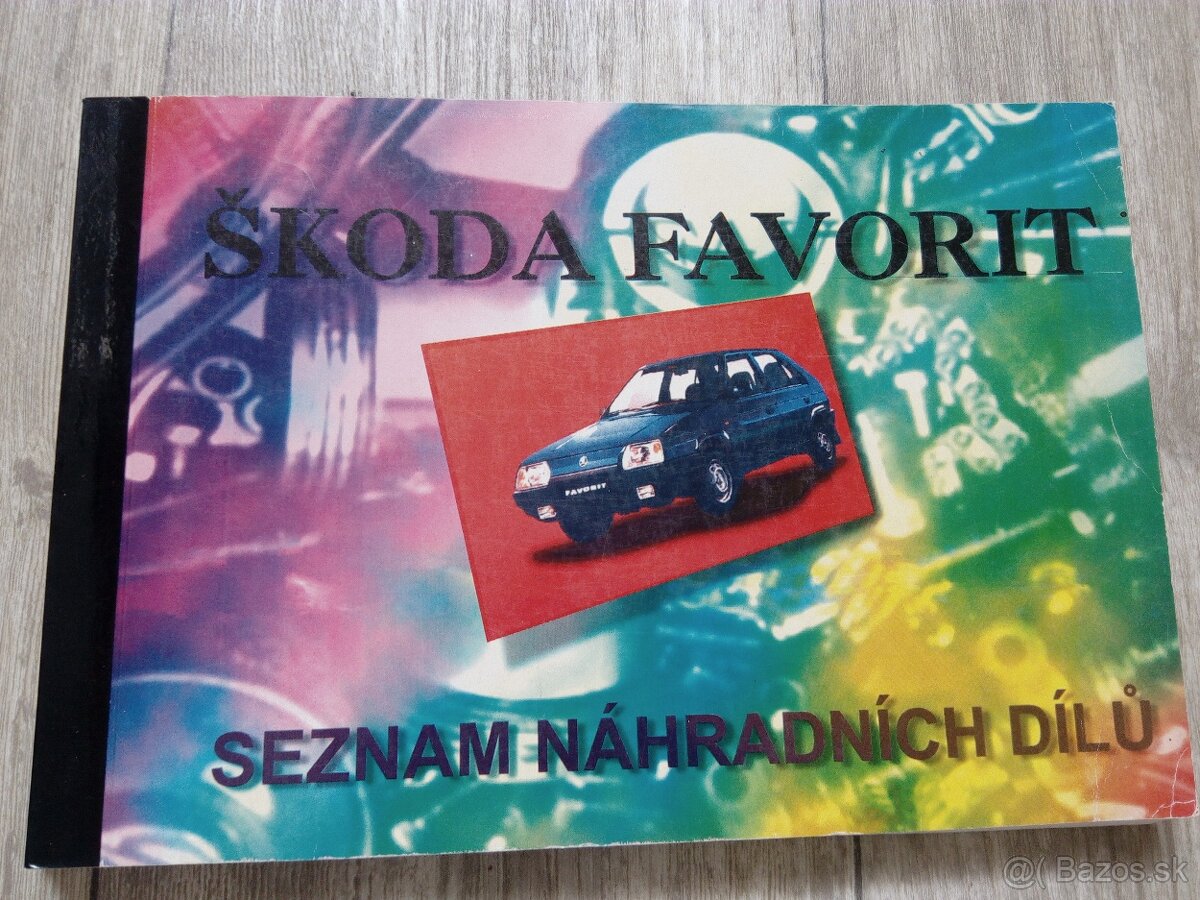 ŠKODA FAVORIT
FAVORIT
SEZNAM NÁHRADNÍCH DÍLŮ
@( Bazos.sk